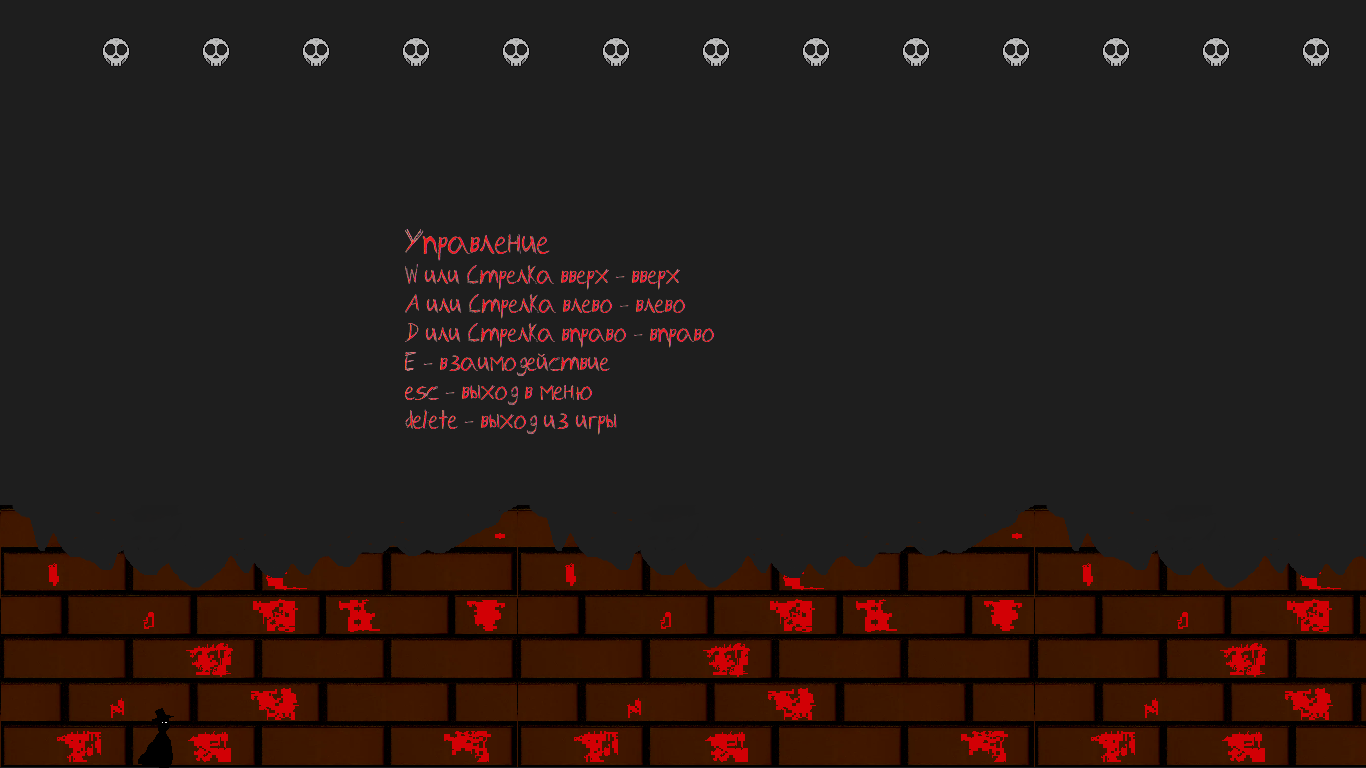 Управление
W или Стрелка вверх - вверх
A или Стрелка влево - влево
D или Стрелка вправо - вправо
E - взаимодействие
esc - выход в меню
delete - выход из игры